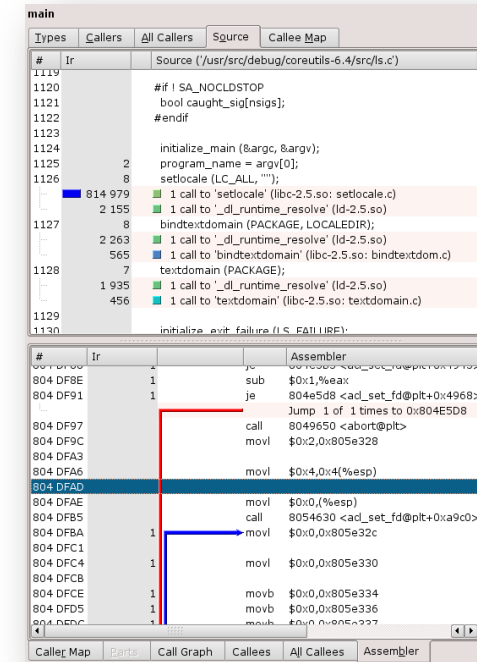 main
Types Callers All Callers Source Callee Map
# Ir Source ('/usr/src/debug/coreutils-6.4/src/ls.c')
1119
1120 #if ! SA_NOCLDSTOP
1121 bool caught_sig[nsigs];
1122 #endif
1123
1124 initialize_main (&argc, &argv);
1125 2 program_name = argv[0];
1126 8 setlocale (LC_ALL, "");
814 979 1 call to 'setlocale' (libc-2.5.so: setlocale.c)
2 155 1 call to '_dl_runtime_resolve' (ld-2.5.so)
1127 8 bindtextdomain (PACKAGE, LOCALEDIR);
2 263 1 call to '_dl_runtime_resolve' (ld-2.5.so)
565 1 call to 'bindtextdomain' (libc-2.5.so: bindtextdom.c)
1128 7 textdomain (PACKAGE);
1 935 1 call to '_dl_runtime_resolve' (ld-2.5.so)
456 1 call to 'textdomain' (libc-2.5.so: textdomain.c)
1129
1130 initialize_exit_failure (LS_FAILURE);
# Ir Assembler
804 DF8E 1 sub $0x1,%eax
804 DF91 1 je 804e5d8 <acl_set_fd@plt+0x4968>
Jump 1 of 1 times to 0x804E5D8
804 DF97 call 8049650 <abort@plt>
804 DF9C movl $0x2,0x805e328
804 DFA3
804 DFA6 movl $0x4,0x4(%esp)
804 DFAD
804 DFAE movl $0x0,(%esp)
804 DFB5 call 8054630 <acl_set_fd@plt+0xa9c0>
804 DFBA 1 movl $0x0,0x805e32c
804 DFC1
804 DFC4 1 movl $0x0,0x805e330
804 DFCB
804 DFCE 1 movb $0x0,0x805e334
804 DFD5 1 movb $0x0,0x805e336
804 DFDC 1 movb $0x0,0x805e337
Caller Map Parts Call Graph Callees All Callees Assembler